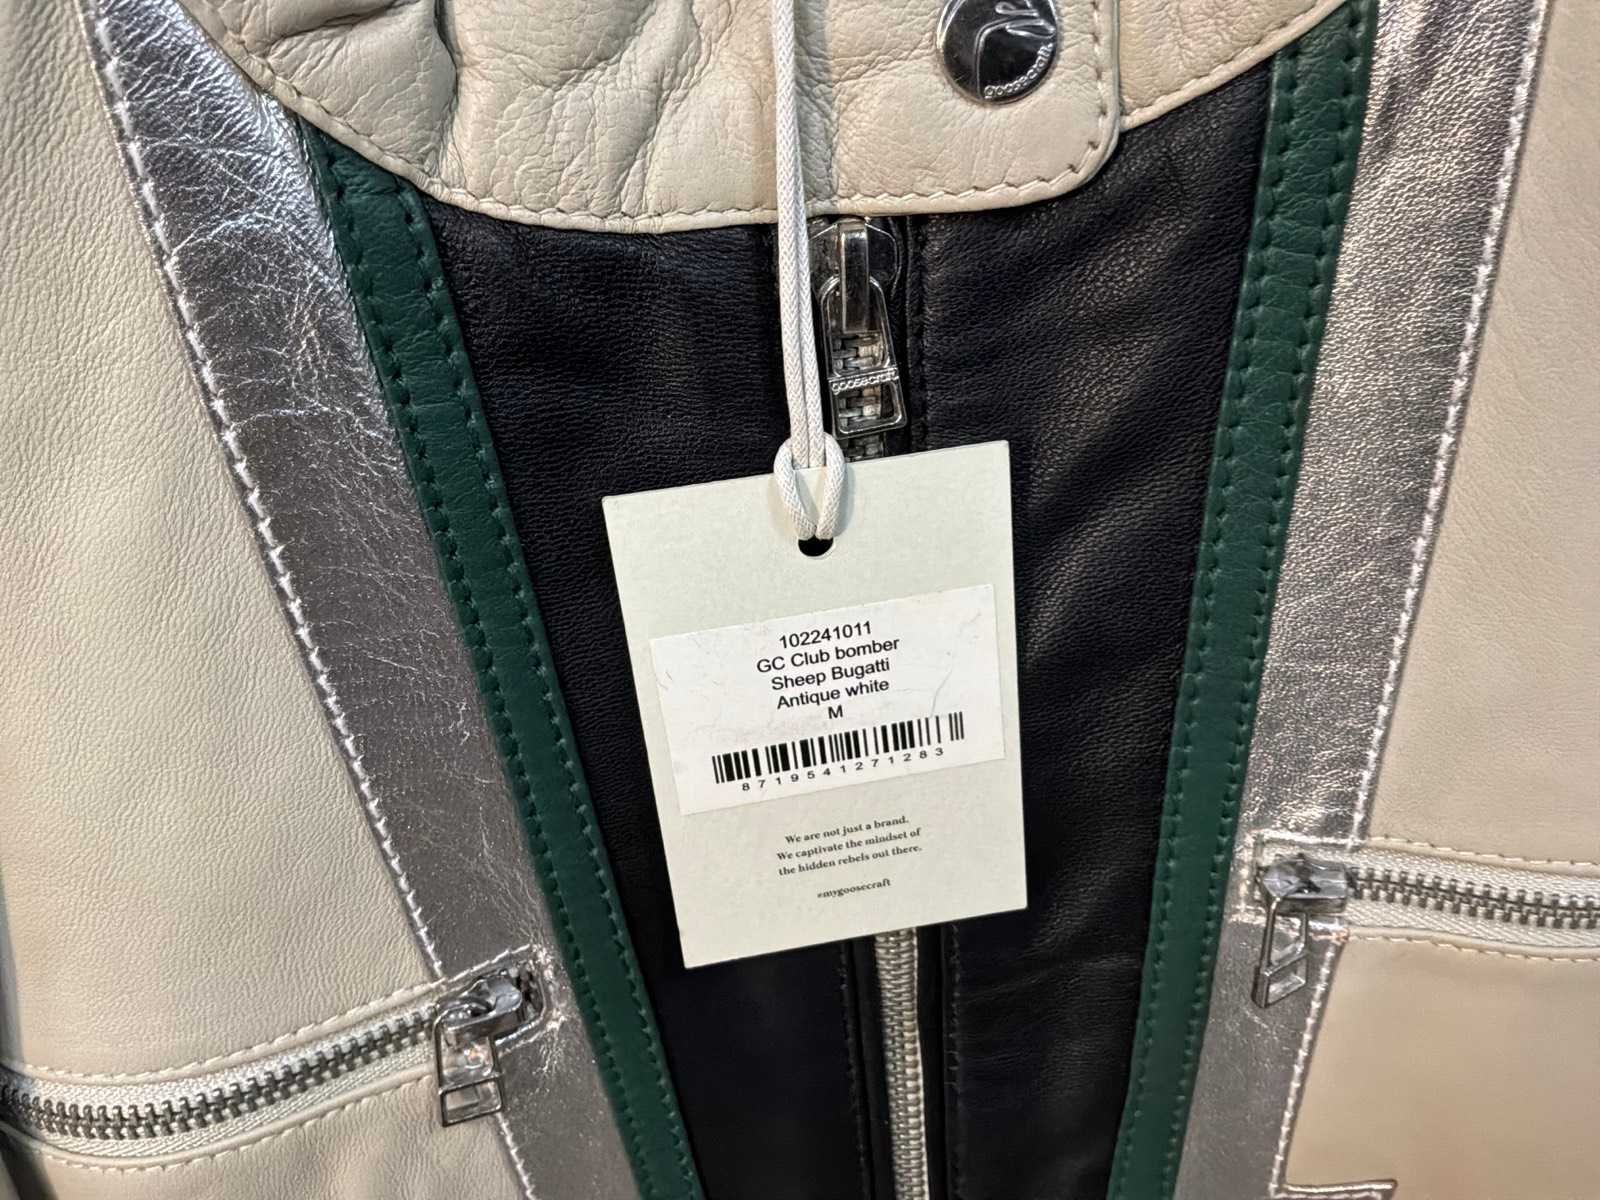 goosecraft
goosecraft
102241011
GC Club bomber
Sheep Bugatti
Antique white
M
8719541271283
We are not just a brand.
We captivate the mindset of
the hidden rebels out there.
#mygoosecraft